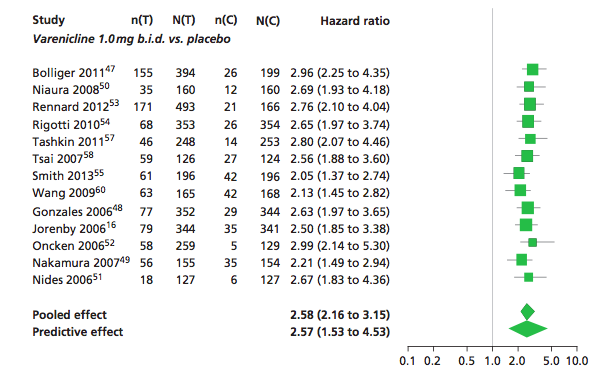 Study n(T) N(T) n(C) N(C) Hazard ratio
Varenicline 1.0 mg b.i.d. vs. placebo
Bolliger 2011⁴⁷ 155 394 26 199 2.96 (2.25 to 4.35)
Niaura 2008⁵⁰ 35 160 12 160 2.69 (1.93 to 4.18)
Rennard 2012⁵³ 171 493 21 166 2.76 (2.10 to 4.04)
Rigotti 2010⁵⁴ 68 353 26 354 2.65 (1.97 to 3.74)
Tashkin 2011⁵⁷ 46 248 14 253 2.80 (2.07 to 4.46)
Tsai 2007⁵⁸ 59 126 27 124 2.56 (1.88 to 3.60)
Smith 2013⁵⁵ 61 196 42 196 2.05 (1.37 to 2.74)
Wang 2009⁶⁰ 63 165 42 168 2.13 (1.45 to 2.82)
Gonzales 2006⁴⁸ 77 352 29 344 2.63 (1.97 to 3.65)
Jorenby 2006¹⁶ 79 344 35 341 2.50 (1.85 to 3.38)
Oncken 2006⁵² 58 259 5 129 2.99 (2.14 to 5.30)
Nakamura 2007⁴⁹ 56 155 35 154 2.21 (1.49 to 2.94)
Nides 2006⁵¹ 18 127 6 127 2.67 (1.83 to 4.36)
Pooled effect 2.58 (2.16 to 3.15)
Predictive effect 2.57 (1.53 to 4.53)
0.1 0.2 0.5 1.0 2.0 5.0 10.0